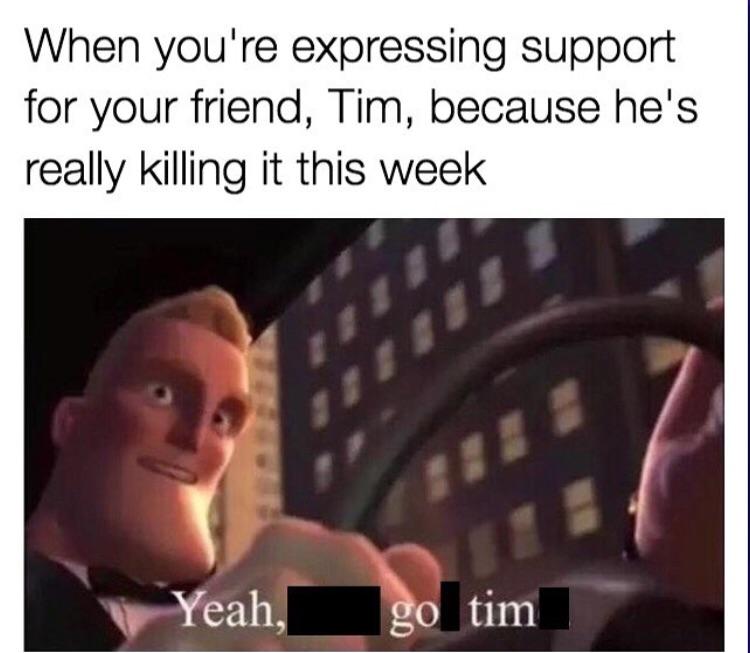 When you're expressing support
for your friend, Tim, because he's
really killing it this week
Yeah, go tim